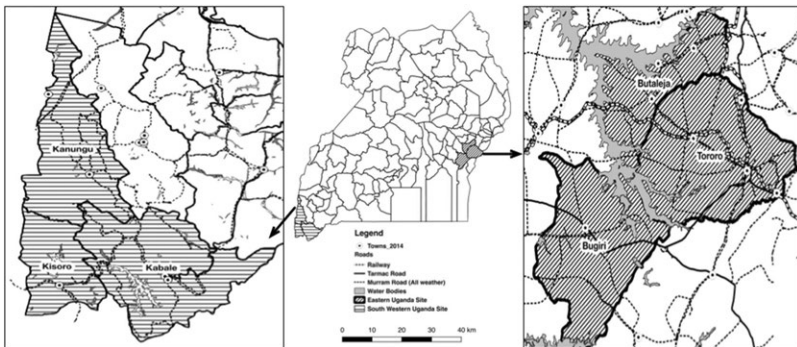 Kanungu
Kisoro
Kabale
Legend
Towns_2014
Roads
Railway
Tarmac Road
Murram Road (All weather)
Water Bodies
Eastern Uganda Site
South Western Uganda Site
0 10 20 30 40 km
Butaleja
Tororo
Bugiri